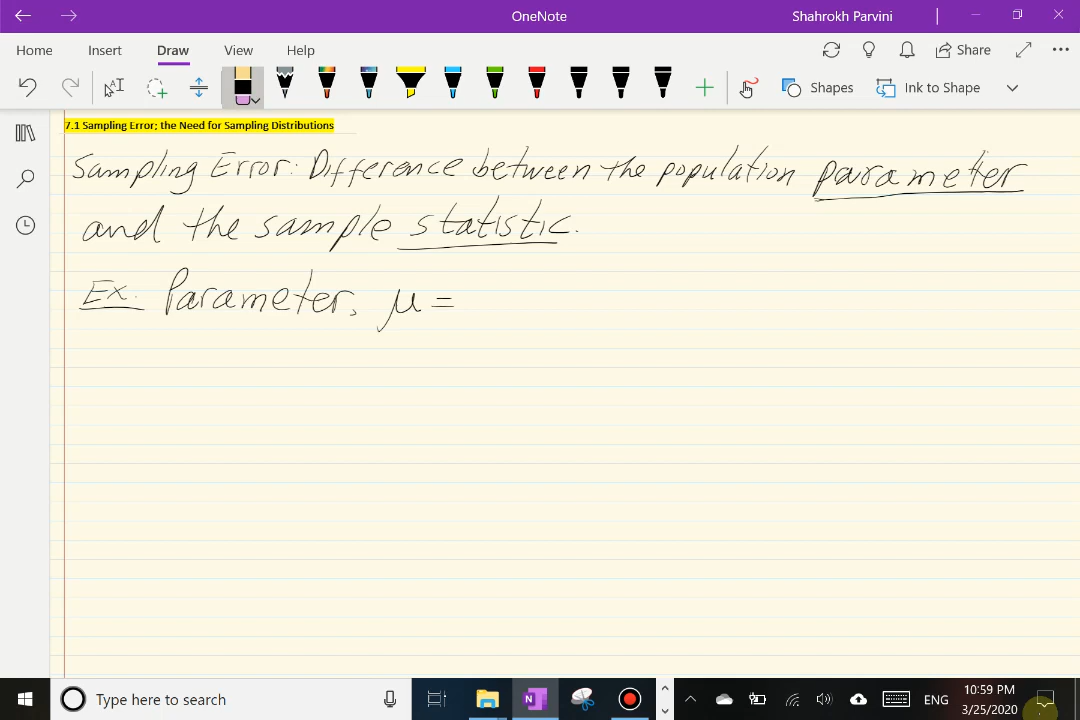 OneNote
Shahrokh Parvini
Home Insert Draw View Help
Share
Shapes
Ink to Shape
7.1 Sampling Error; the Need for Sampling Distributions
Sampling Error: Difference between the population parameter
and the sample statistic.
Ex. Parameter, μ =
Type here to search
ENG
10:59 PM
3/25/2020